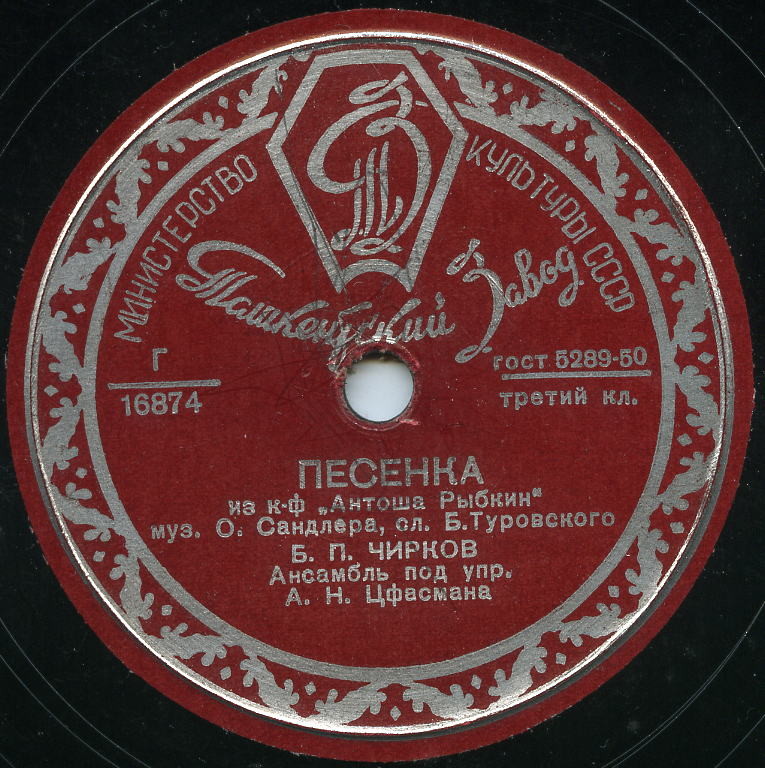 МИНИСТЕРСТВО КУЛЬТУРЫ СССР
Ташкентский Завод
Г
16874
ГОСТ 5289-50
третий кл.
ПЕСЕНКА
из к-ф „Антоша Рыбкин"
муз. О. Сандлера, сл. Б.Туровского
Б. П. ЧИРКОВ
Ансамбль под упр.
А. Н. Цфасмана